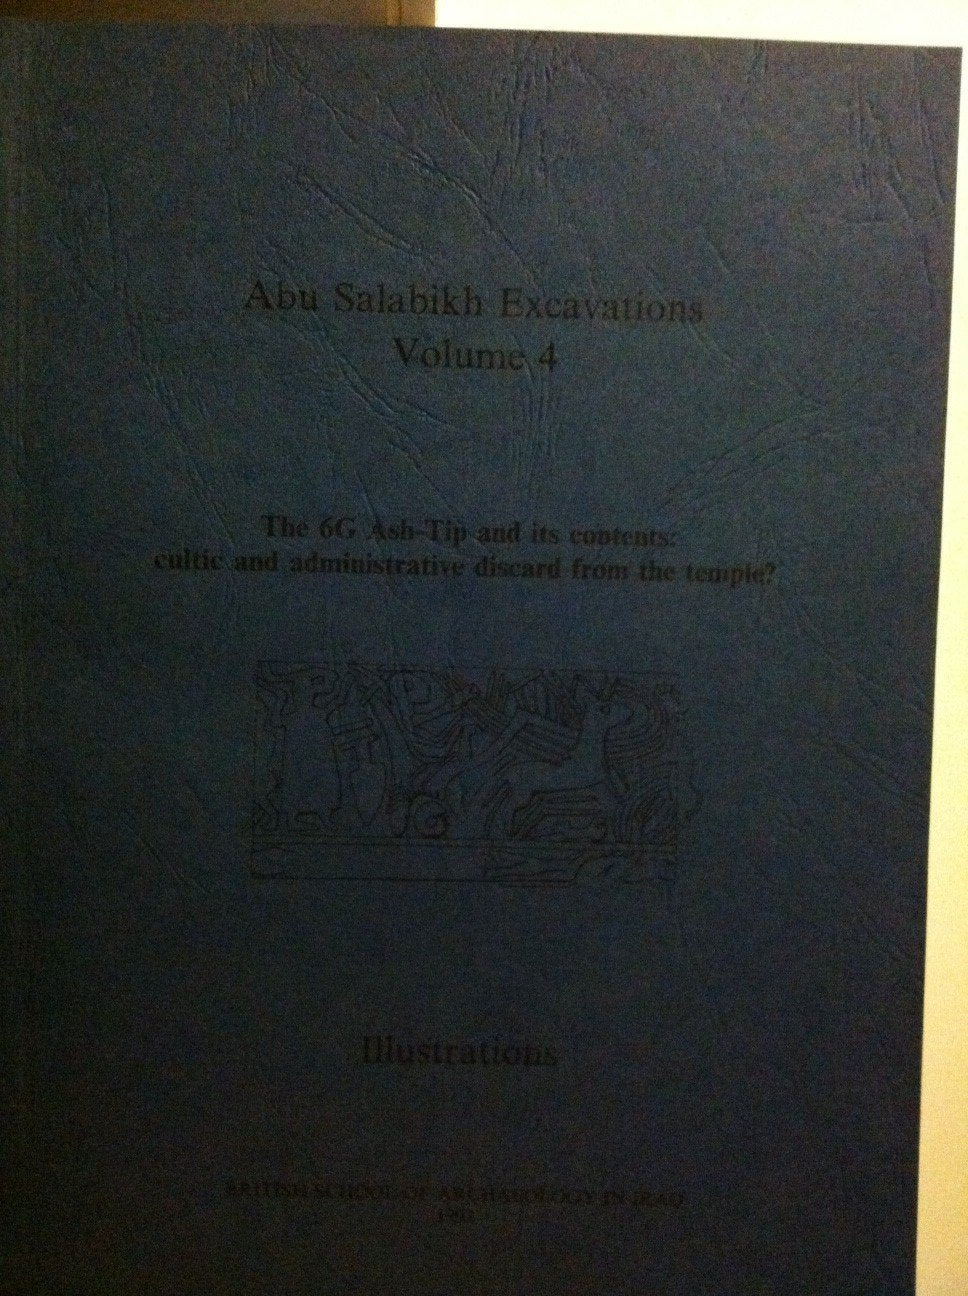 Abu Salabikh Excavations
Volume 4
The 6G Ash-Tip and its contents:
cultic and administrative discard from the temple?
Illustrations
BRITISH SCHOOL OF ARCHAEOLOGY IN IRAQ